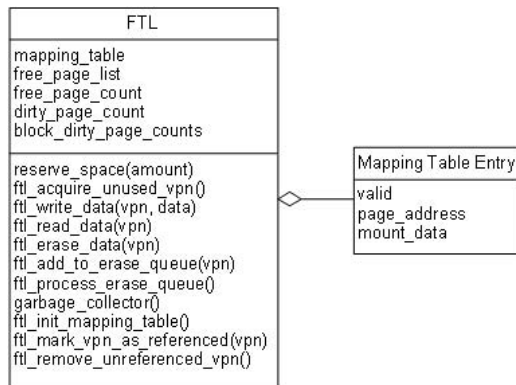 FTL
mapping_table
free_page_list
free_page_count
dirty_page_count
block_dirty_page_counts
reserve_space(amount)
ftl_acquire_unused_vpn()
ftl_write_data(vpn, data)
ftl_read_data(vpn)
ftl_erase_data(vpn)
ftl_add_to_erase_queue(vpn)
ftl_process_erase_queue()
garbage_collector()
ftl_init_mapping_table()
ftl_mark_vpn_as_referenced(vpn)
ftl_remove_unreferenced_vpn()
Mapping Table Entry
valid
page_address
mount_data